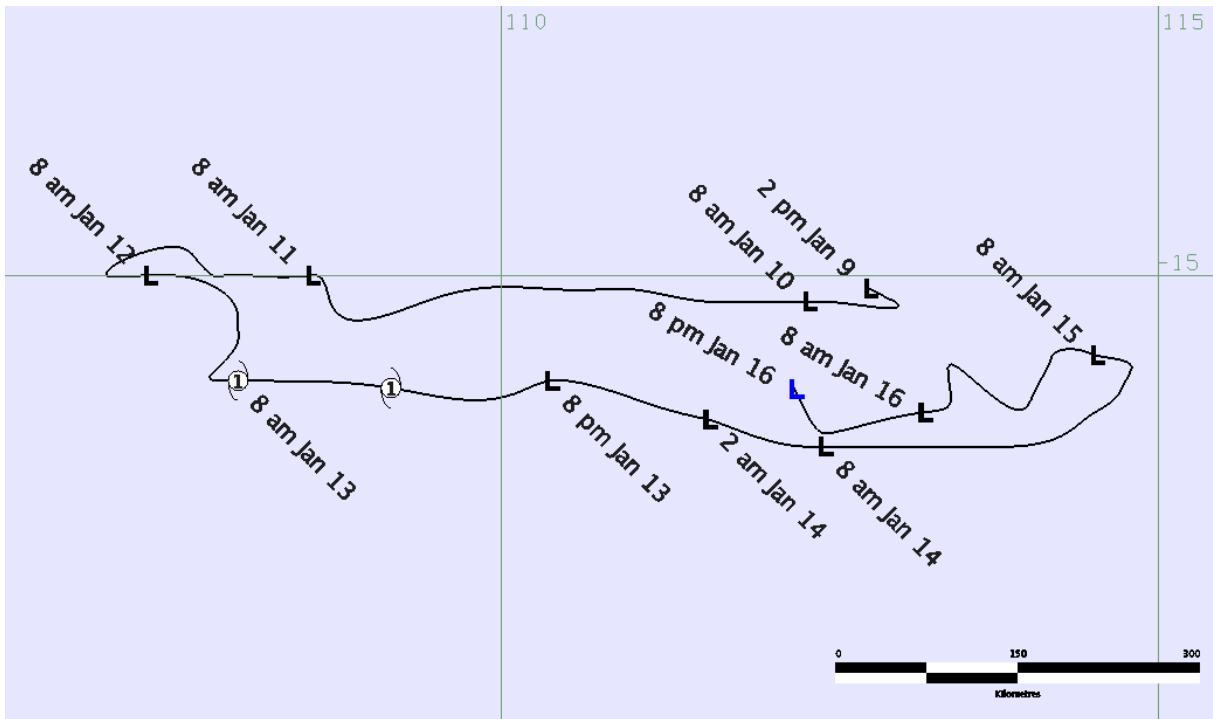 110
115
8 am Jan 12
8 am Jan 11
8 am Jan 10
2 pm Jan 9
8 am Jan 15
15
8 pm Jan 16
8 am Jan 16
L
L
L
L
L
L
L
L
L
L
1
1
8 am Jan 13
8 pm Jan 13
2 am Jan 14
8 am Jan 14
0
150
300
Kilometres